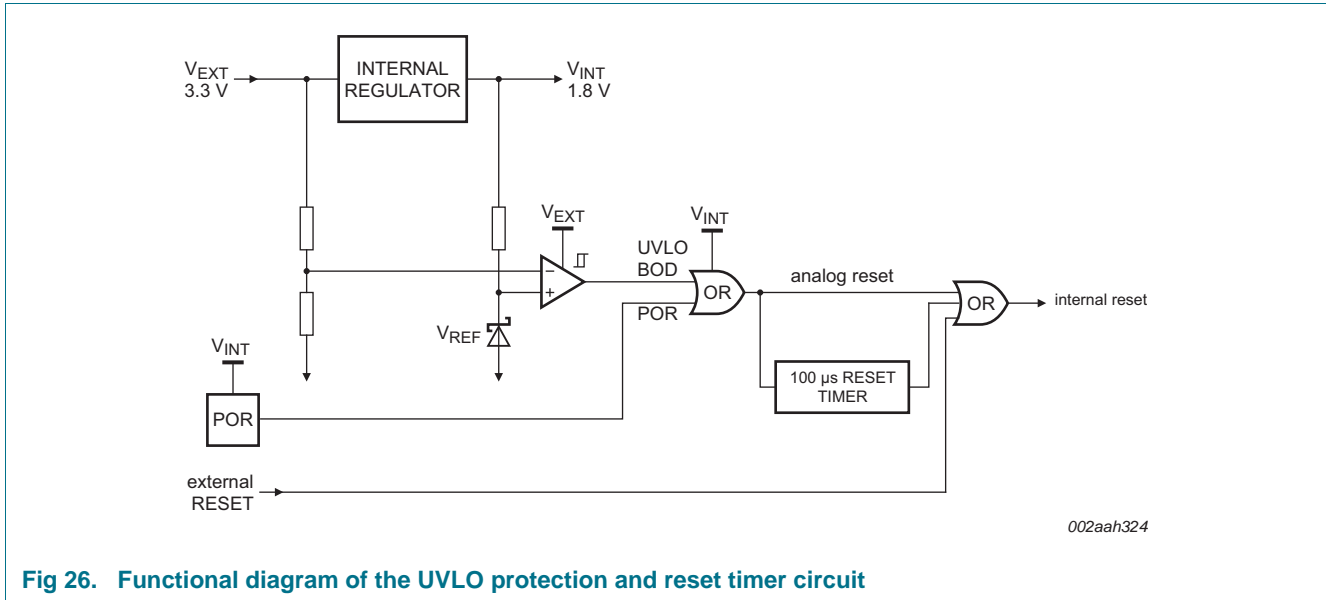 VEXT
3.3 V
INTERNAL
REGULATOR
VINT
1.8 V
VEXT
−
+
UVLO
BOD
POR
VINT
OR
analog reset
OR
internal reset
VREF
100 µs RESET
TIMER
VINT
POR
external
RESET
002aah324
Fig 26. Functional diagram of the UVLO protection and reset timer circuit